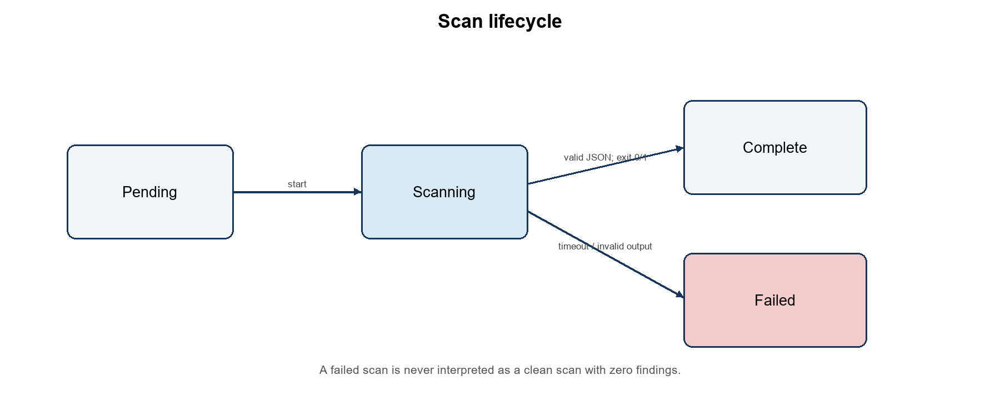 Scan lifecycle
Pending
start
Scanning
valid JSON; exit 0/1
Complete
timeout / invalid output
Failed
A failed scan is never interpreted as a clean scan with zero findings.